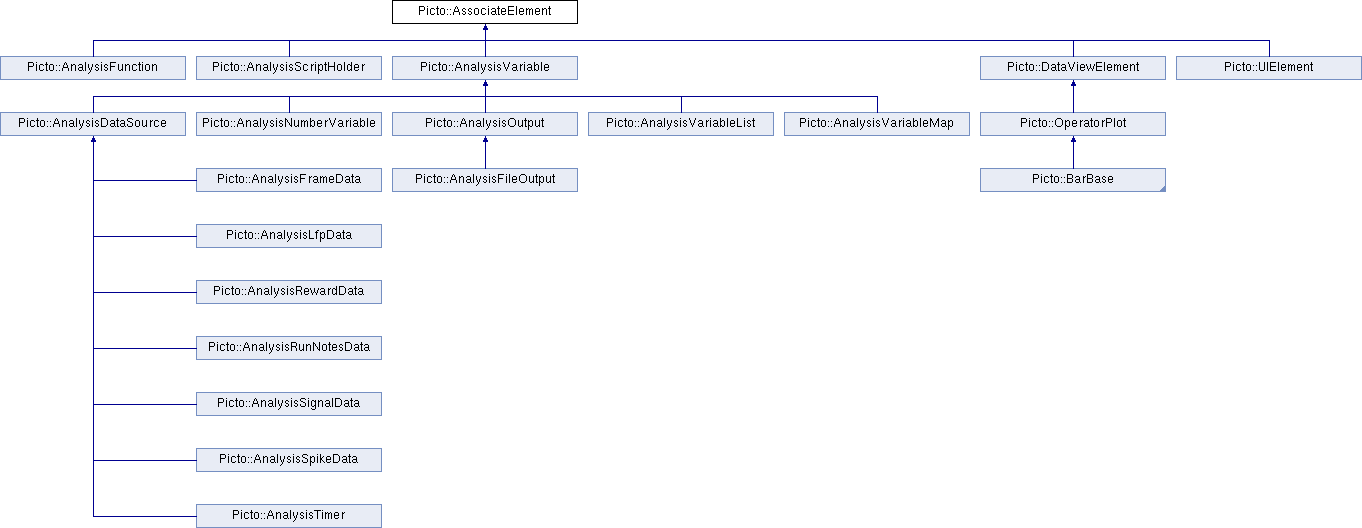 Picto::AssociateElement
Picto::AnalysisFunction
Picto::AnalysisScriptHolder
Picto::AnalysisVariable
Picto::DataViewElement
Picto::UIElement
Picto::AnalysisDataSource
Picto::AnalysisNumberVariable
Picto::AnalysisOutput
Picto::AnalysisVariableList
Picto::AnalysisVariableMap
Picto::OperatorPlot
Picto::AnalysisFrameData
Picto::AnalysisFileOutput
Picto::BarBase
Picto::AnalysisLfpData
Picto::AnalysisRewardData
Picto::AnalysisRunNotesData
Picto::AnalysisSignalData
Picto::AnalysisSpikeData
Picto::AnalysisTimer